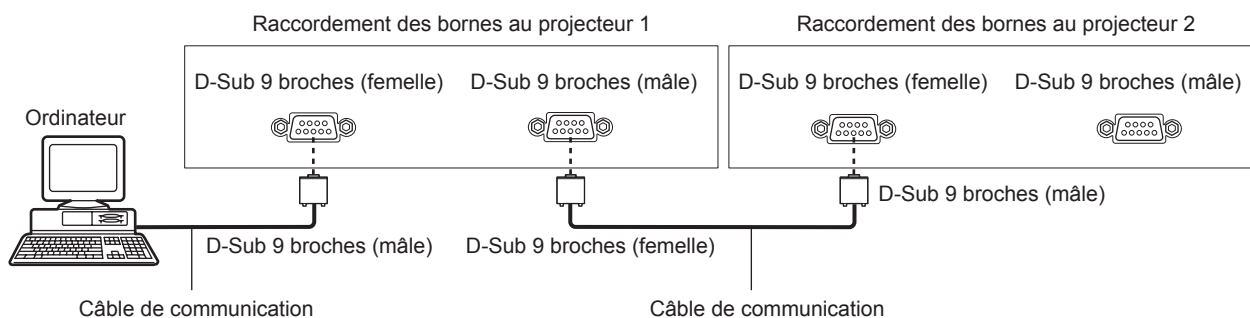 Raccordement des bornes au projecteur 1
Raccordement des bornes au projecteur 2
D-Sub 9 broches (femelle)
D-Sub 9 broches (mâle)
D-Sub 9 broches (femelle)
D-Sub 9 broches (mâle)
Ordinateur
D-Sub 9 broches (mâle)
D-Sub 9 broches (mâle)
D-Sub 9 broches (femelle)
Câble de communication
Câble de communication